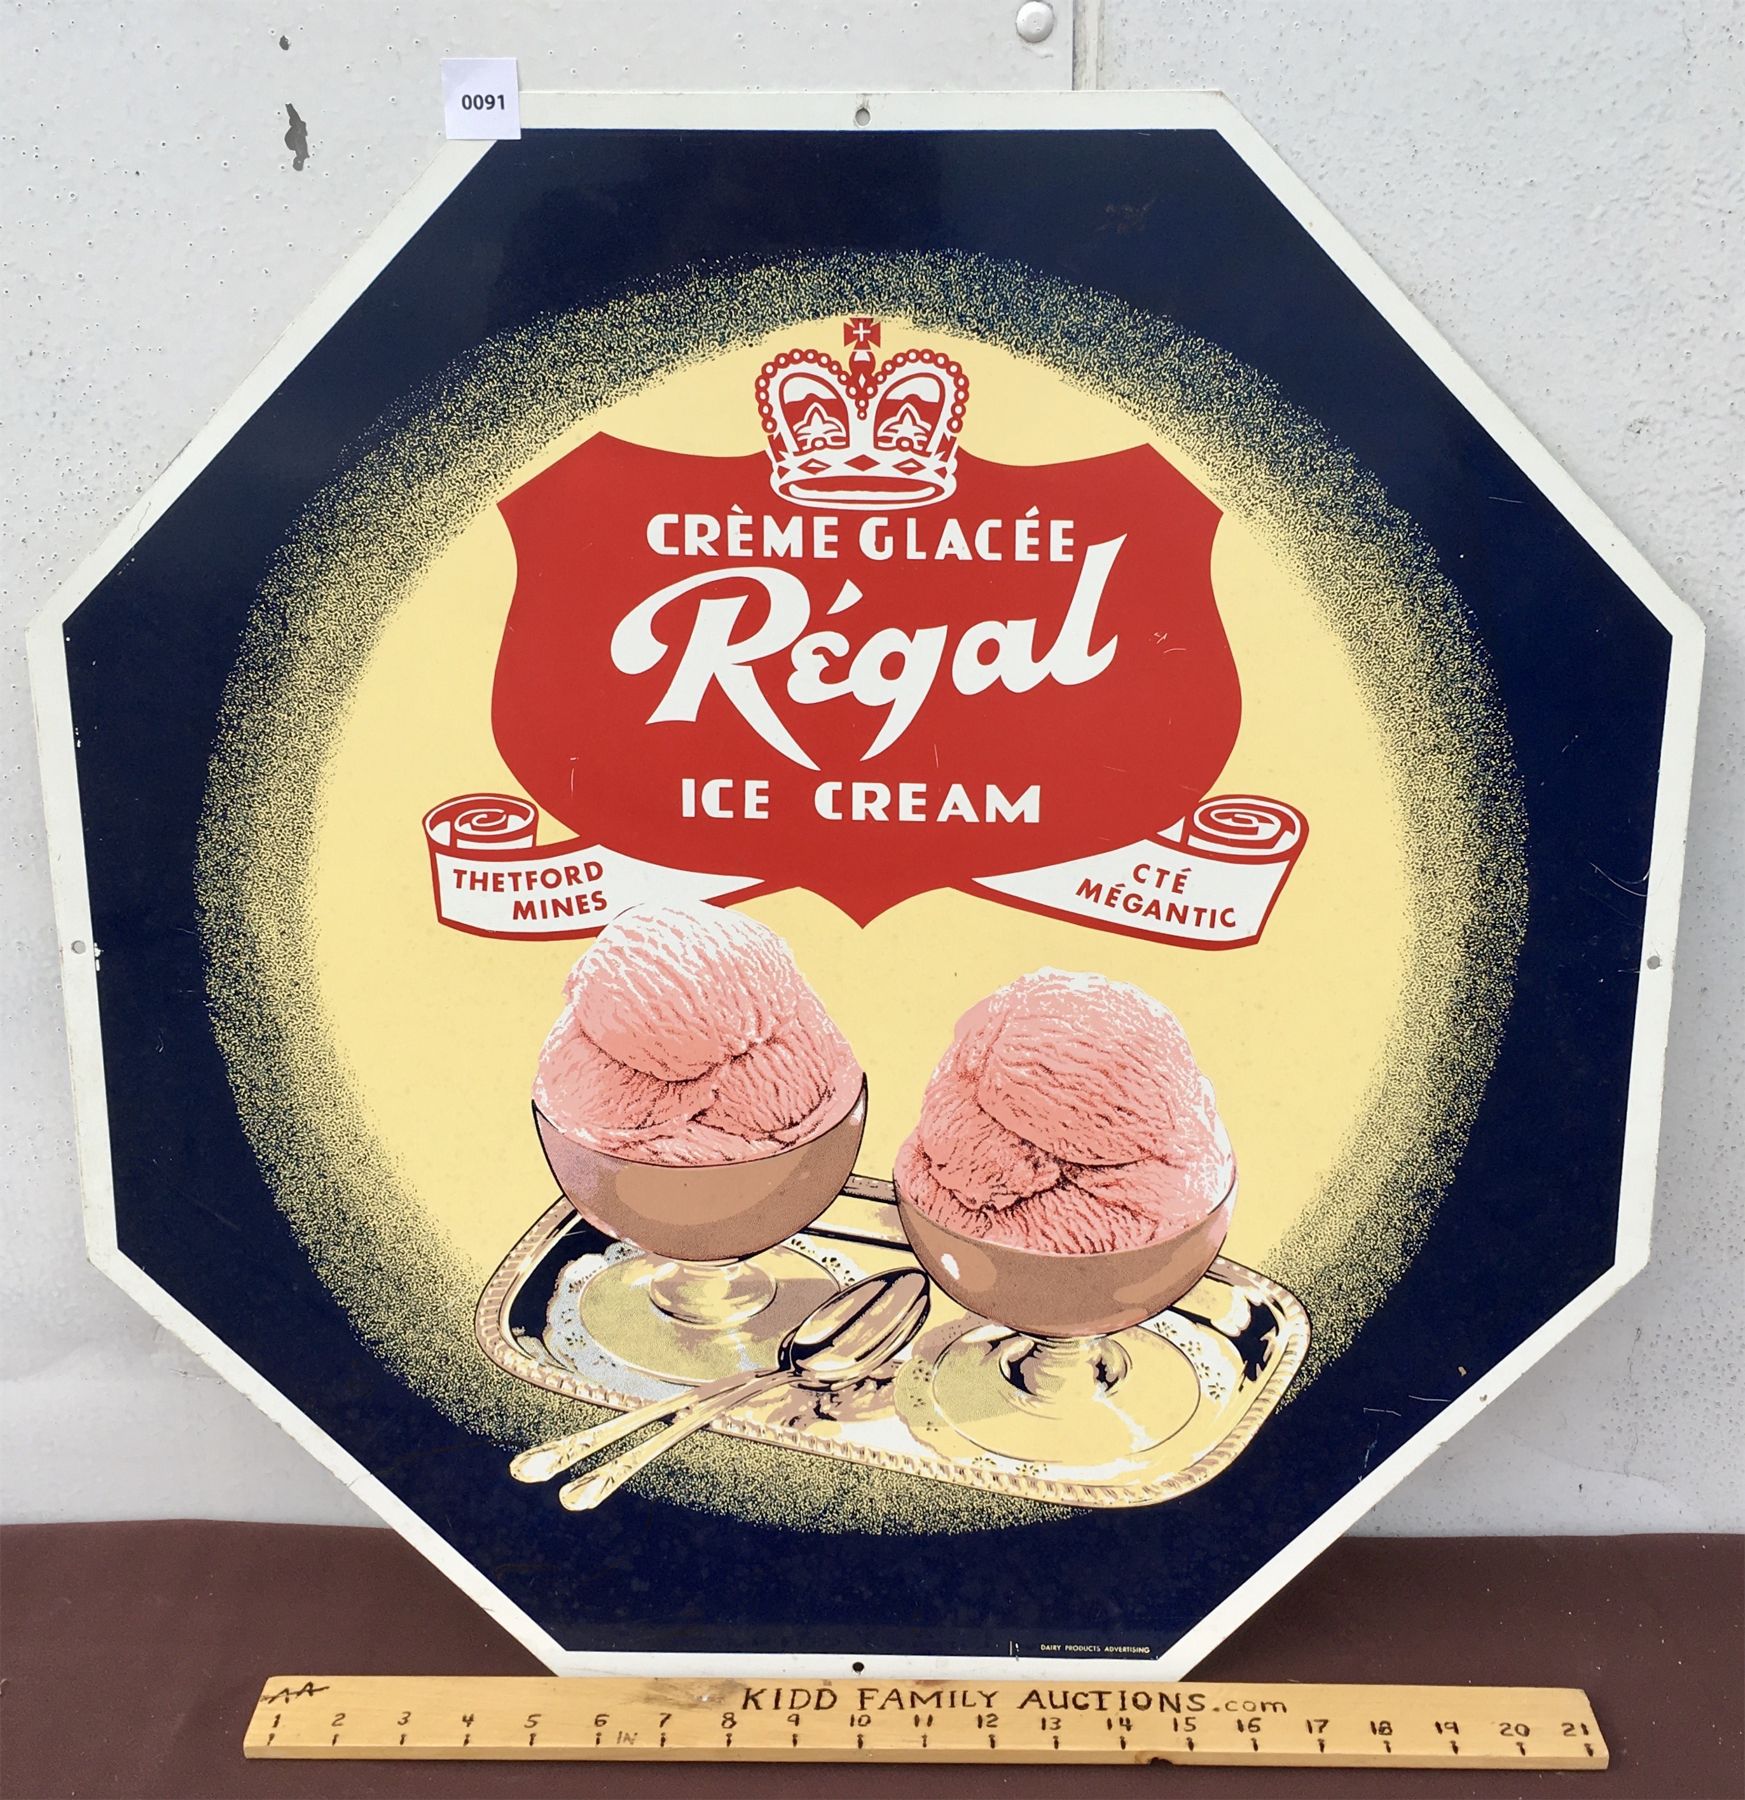 0091
CRÈME GLACÉE
Régal
ICE CREAM
THETFORD
MINES
CTÉ
MÉGANTIC
DAIRY PRODUCTS ADVERTISING
AA
KIDD FAMILY AUCTIONS.com
1 2 3 4 5 6 IN 7 8 9 10 11 12 13 14 15 16 17 18 19 20 21